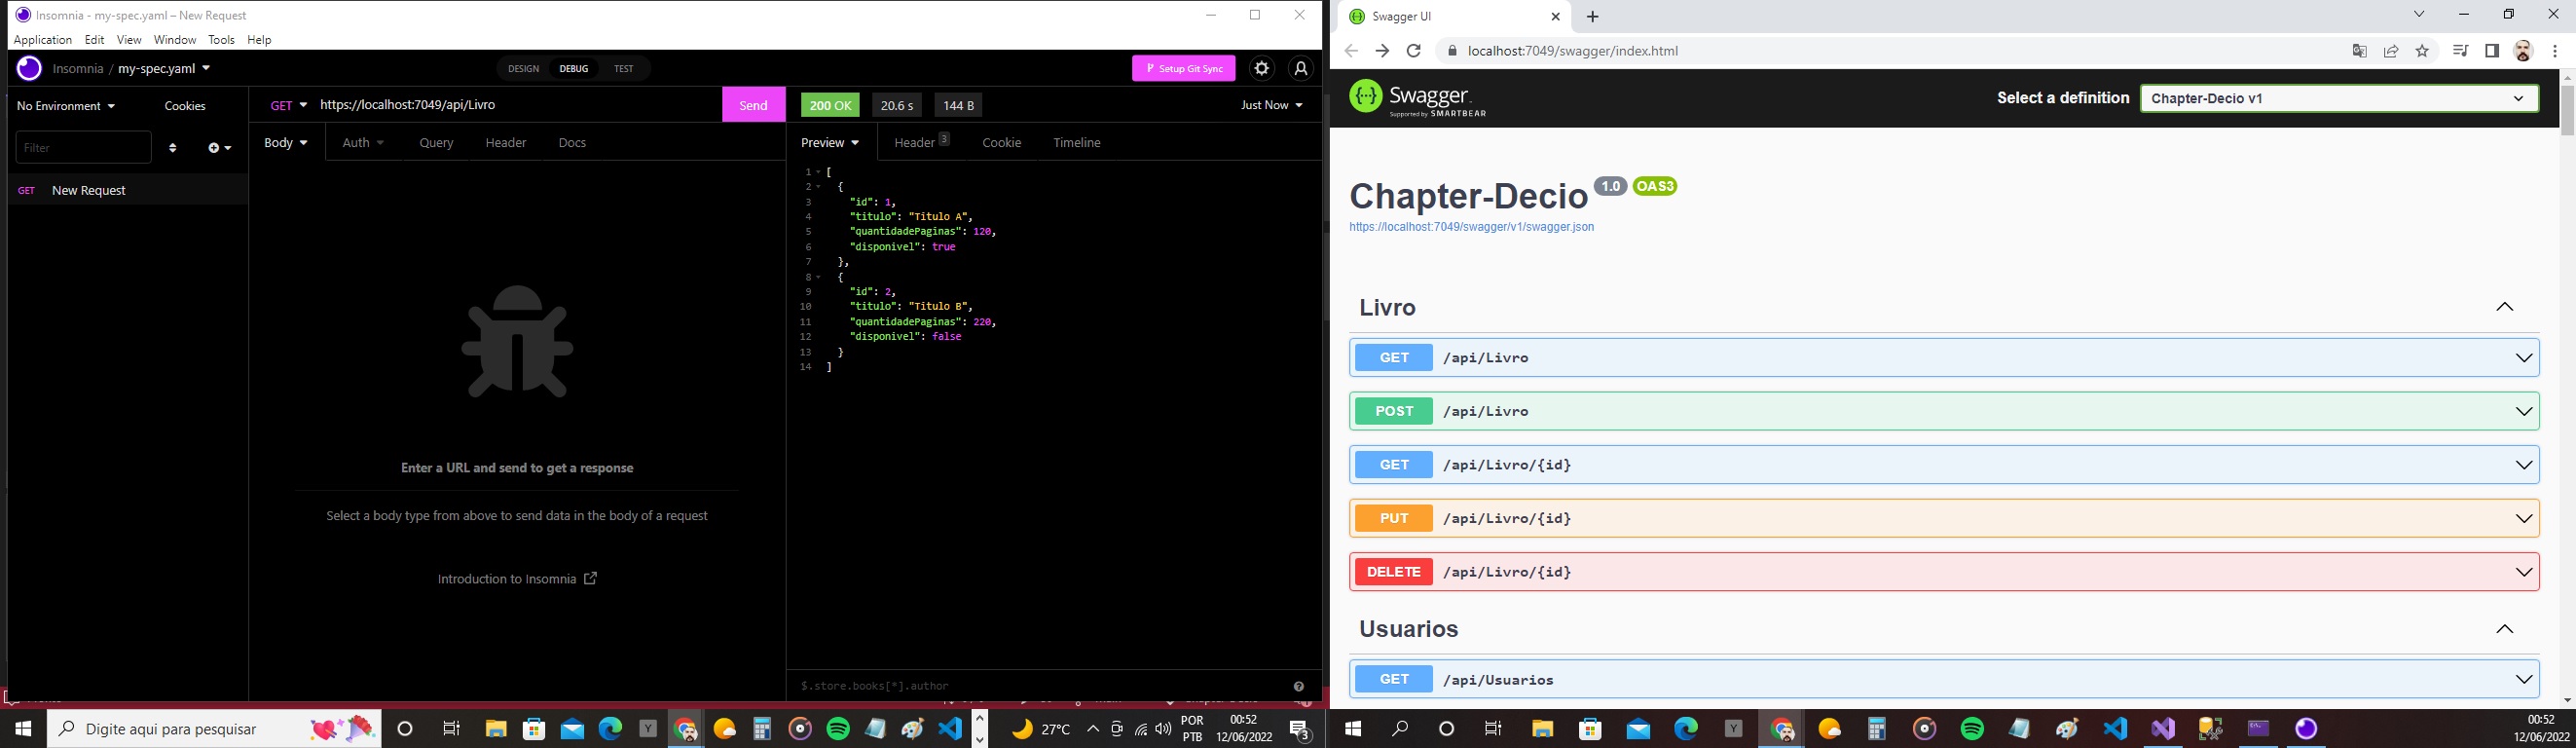 Insomnia - my-spec.yaml – New Request
Application Edit View Window Tools Help
Insomnia / my-spec.yaml
DESIGN DEBUG TEST
Setup Git Sync
No Environment
Cookies
GET https://localhost:7049/api/Livro
Send
200 OK 20.6 s 144 B
Just Now
Filter
GET New Request
Body Auth Query Header Docs
Preview Header 3 Cookie Timeline
1 [
2 {
3 "id": 1,
4 "titulo": "Titulo A",
5 "quantidadePaginas": 120,
6 "disponivel": true
7 },
8 {
9 "id": 2,
10 "titulo": "Titulo B",
11 "quantidadePaginas": 220,
12 "disponivel": false
13 }
14 ]
Enter a URL and send to get a response
Select a body type from above to send data in the body of a request
Introduction to Insomnia
$.store.books[*].author
Digite aqui para pesquisar
27°C
POR
PTB
00:52
12/06/2022
3
Swagger UI
localhost:7049/swagger/index.html
Swagger
Supported by SMARTBEAR
Select a definition
Chapter-Decio v1
Chapter-Decio 1.0 OAS3
https://localhost:7049/swagger/v1/swagger.json
Livro
GET /api/Livro
POST /api/Livro
GET /api/Livro/{id}
PUT /api/Livro/{id}
DELETE /api/Livro/{id}
Usuarios
GET /api/Usuarios
00:52
12/06/2022